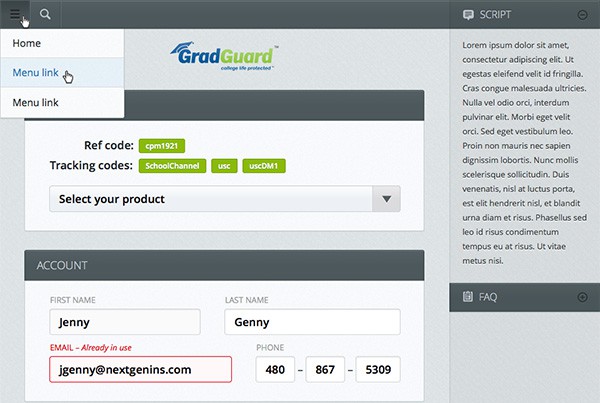 Home
Menu link
Menu link
GradGuard™
college life protected™
Ref code: cpm1921
Tracking codes: SchoolChannel usc uscDM1
Select your product
ACCOUNT
FIRST NAME LAST NAME
Jenny Genny
EMAIL – Already in use PHONE
jgenny@nextgenins.com 480 – 867 – 5309
SCRIPT
Lorem ipsum dolor sit amet,
consectetur adipiscing elit. Ut
egestas eleifend velit id fringilla.
Cras congue malesuada ultricies.
Nulla vel odio orci, interdum
pulvinar elit. Morbi eget velit
orci. Sed eget vestibulum leo.
Proin non mauris nec sapien
dignissim lobortis. Nunc mollis
scelerisque sollicitudin. Duis
venenatis, nisl at luctus porta,
est elit hendrerit nisl, et blandit
urna diam et risus. Phasellus sed
leo id risus condimentum
tempus eu at risus. Ut vitae
metus nisi.
FAQ